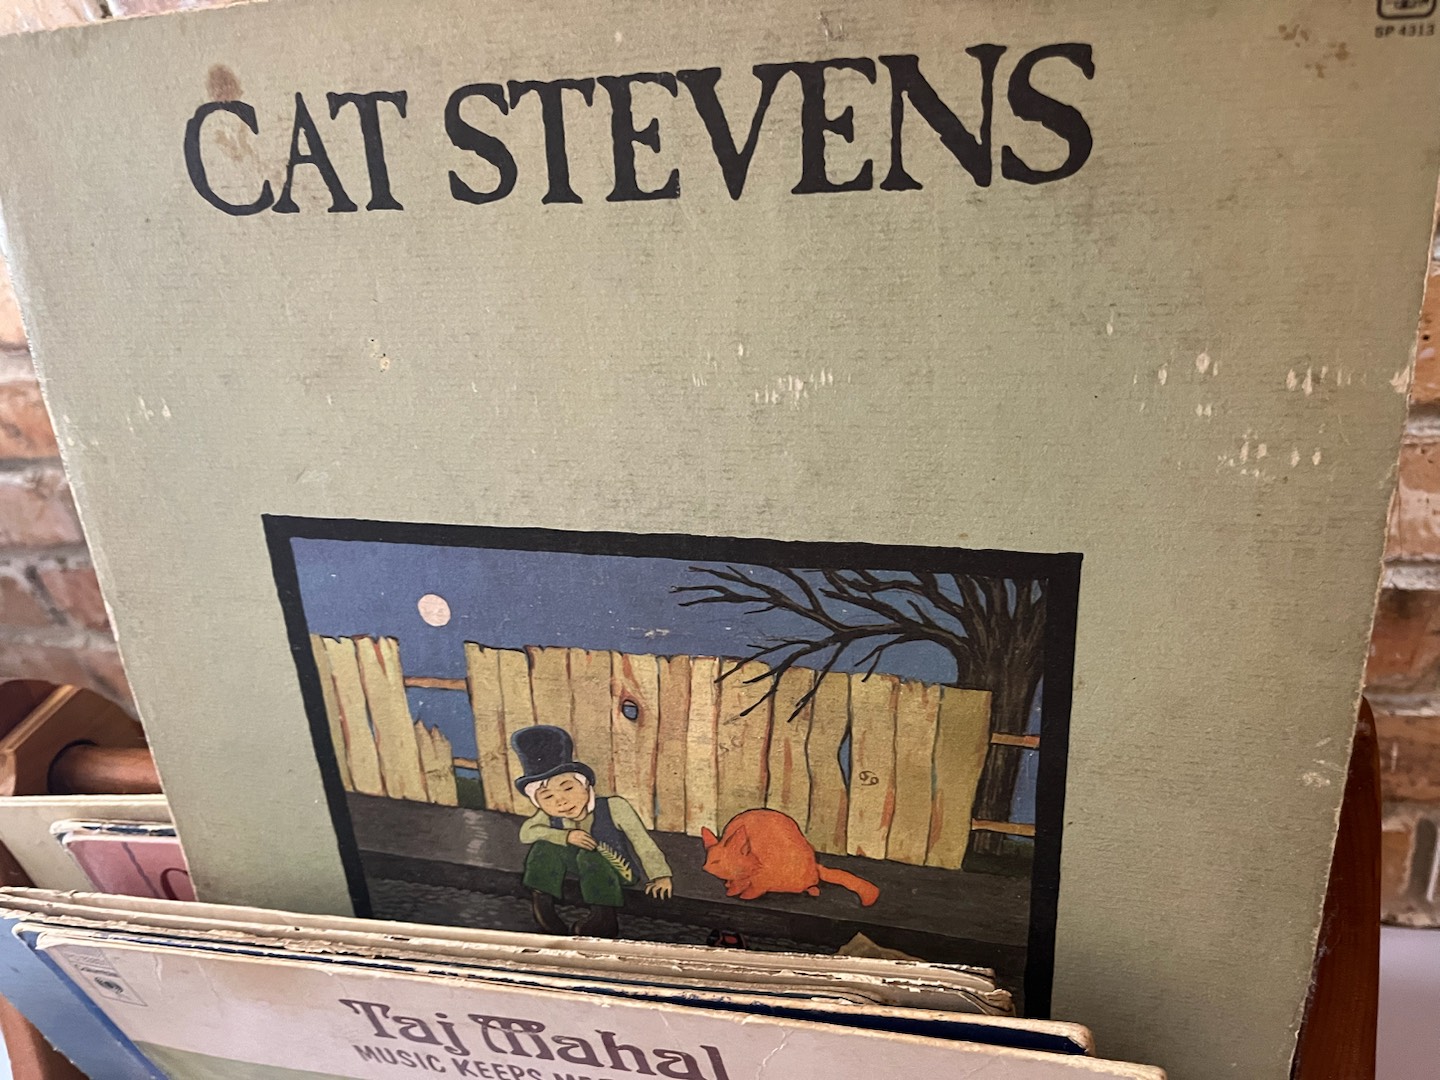 SP 4313
CAT STEVENS
Taj Mahal
MUSIC KEEPS